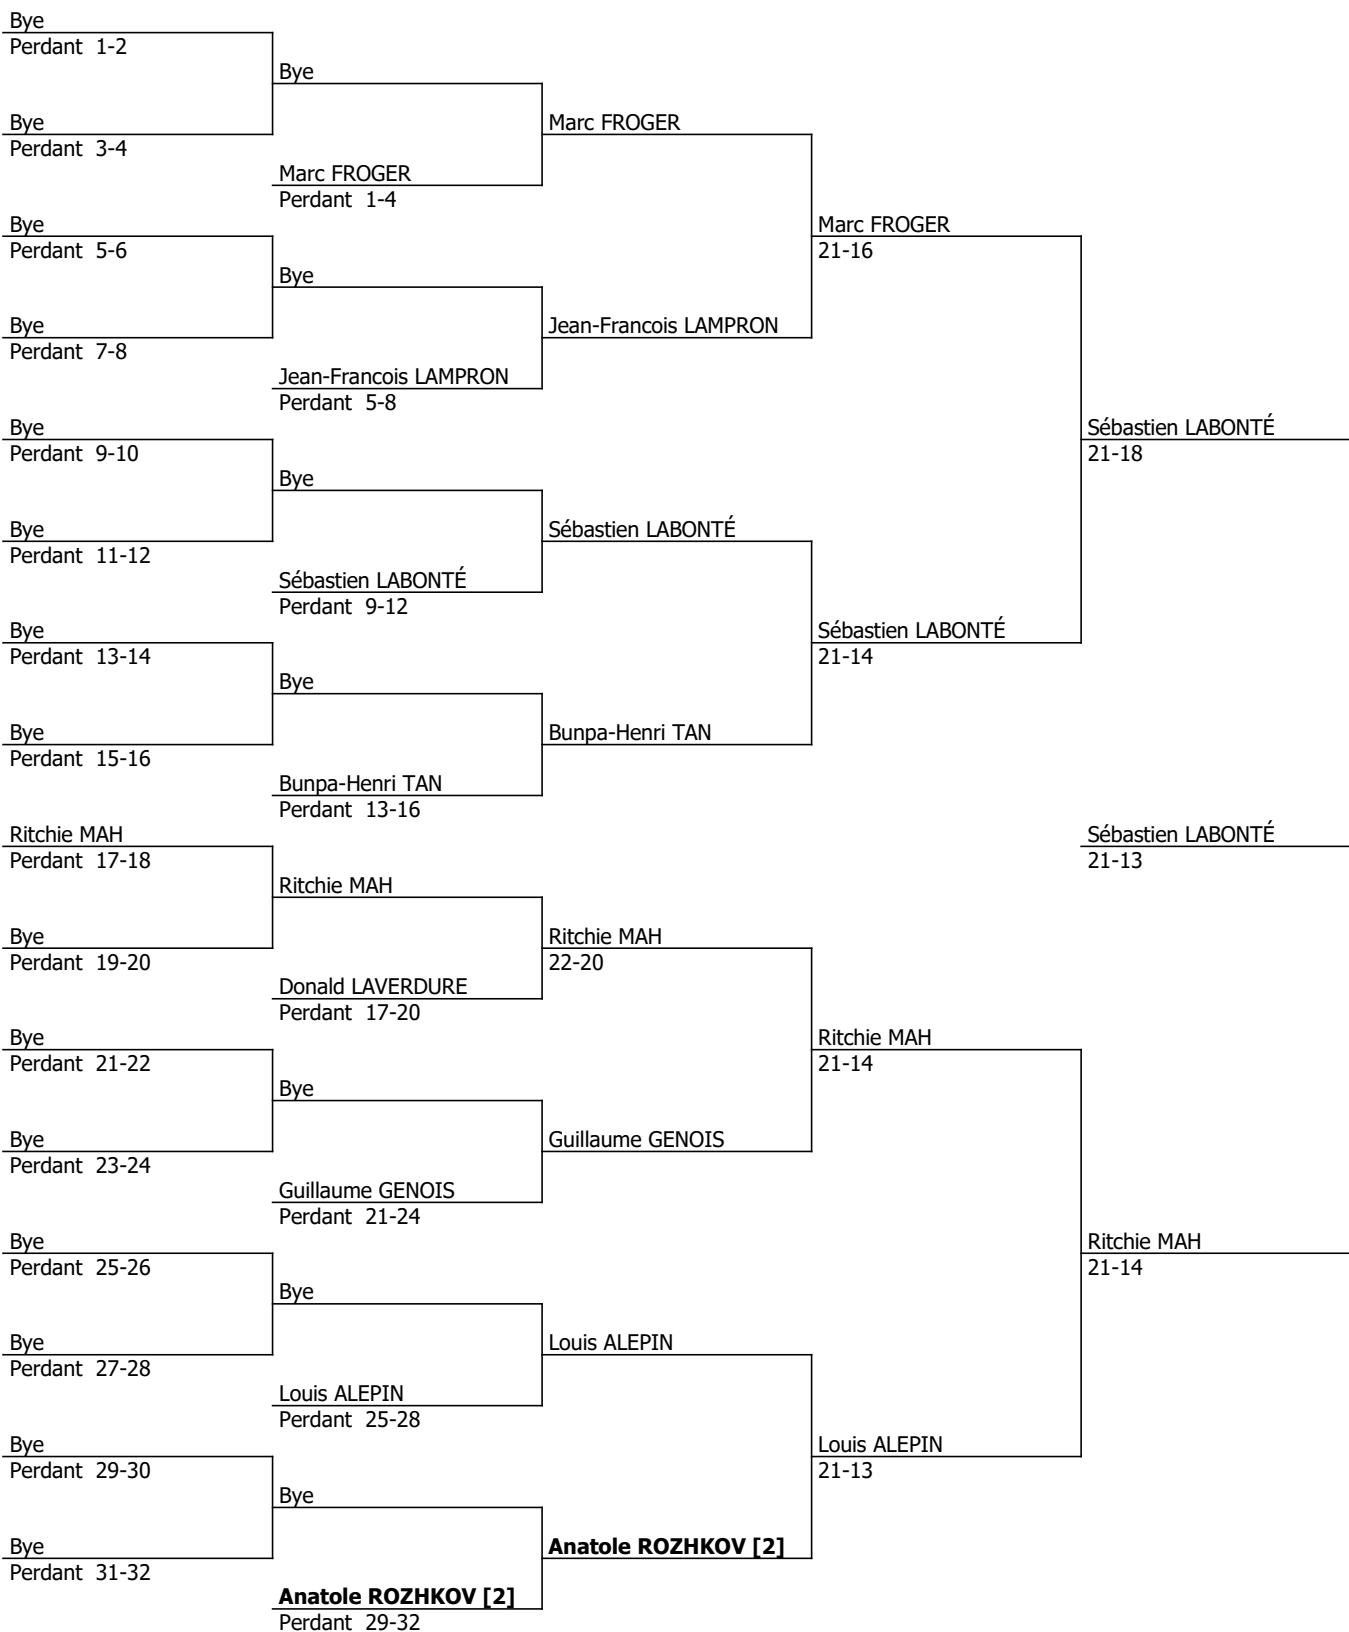 Bye
Perdant 1-2
Bye
Bye
Marc FROGER
Perdant 3-4
Marc FROGER
Perdant 1-4
Bye
Marc FROGER
Perdant 5-6
21-16
Bye
Bye
Jean-Francois LAMPRON
Perdant 7-8
Jean-Francois LAMPRON
Perdant 5-8
Bye
Sébastien LABONTÉ
Perdant 9-10
21-18
Bye
Bye
Sébastien LABONTÉ
Perdant 11-12
Sébastien LABONTÉ
Perdant 9-12
Bye
Sébastien LABONTÉ
Perdant 13-14
21-14
Bye
Bye
Bunpa-Henri TAN
Perdant 15-16
Bunpa-Henri TAN
Perdant 13-16
Ritchie MAH
Sébastien LABONTÉ
Perdant 17-18
21-13
Ritchie MAH
Bye
Ritchie MAH
Perdant 19-20
22-20
Donald LAVERDURE
Perdant 17-20
Bye
Ritchie MAH
Perdant 21-22
21-14
Bye
Bye
Guillaume GENOIS
Perdant 23-24
Guillaume GENOIS
Perdant 21-24
Bye
Ritchie MAH
Perdant 25-26
21-14
Bye
Bye
Louis ALEPIN
Perdant 27-28
Louis ALEPIN
Perdant 25-28
Bye
Louis ALEPIN
Perdant 29-30
21-13
Bye
Bye
Anatole ROZHKOV [2]
Perdant 31-32
Anatole ROZHKOV [2]
Perdant 29-32